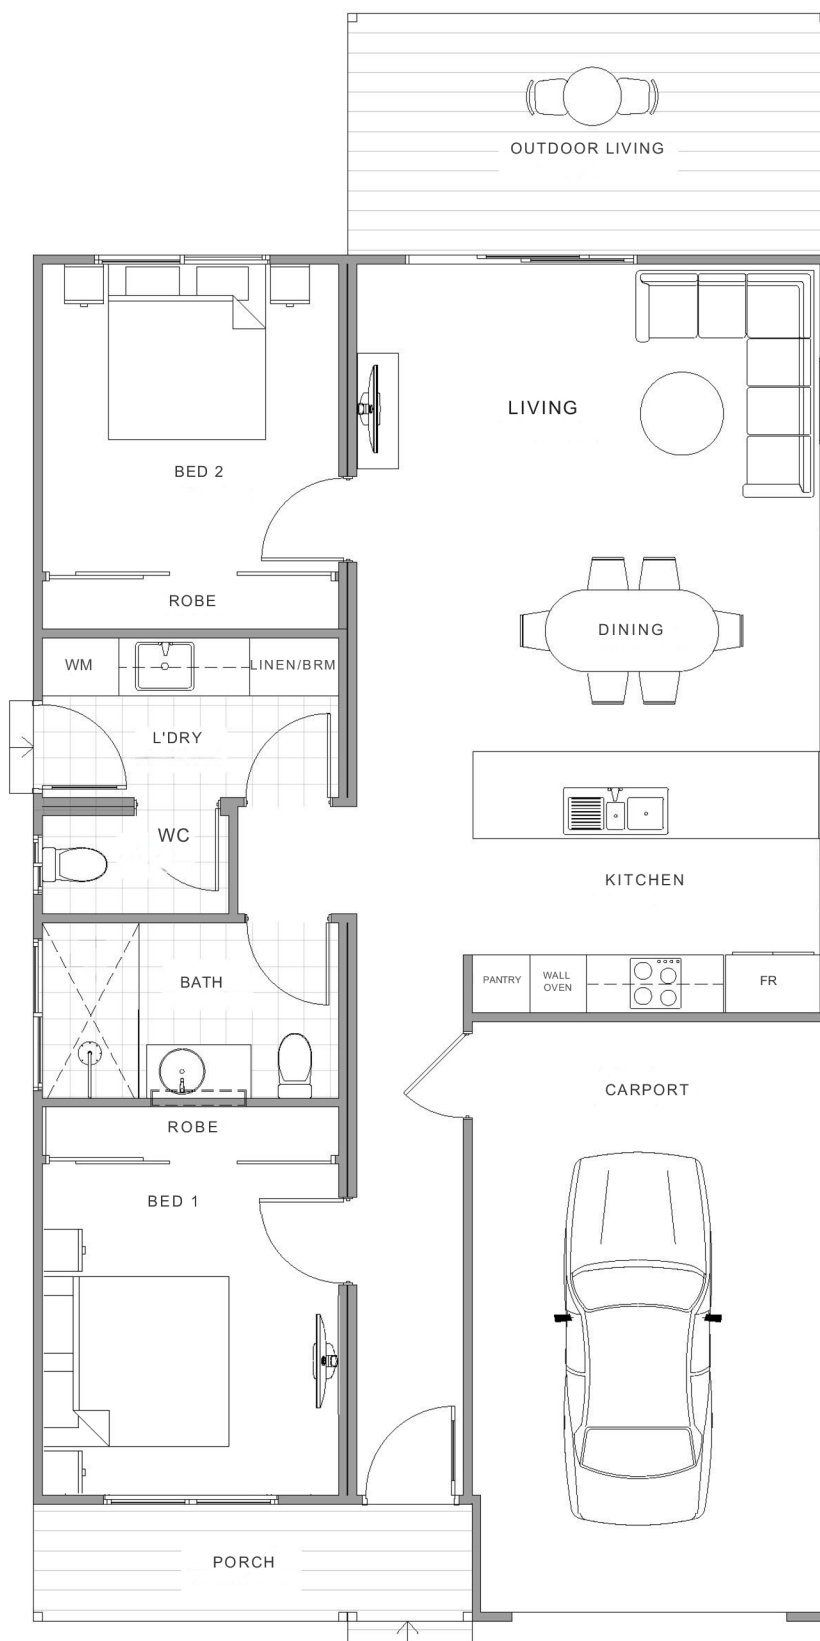 OUTDOOR LIVING
LIVING
BED 2
ROBE
DINING
WM
LINEN/BRM
L'DRY
WC
KITCHEN
BATH
PANTRY
WALL
OVEN
FR
CARPORT
ROBE
BED 1
PORCH